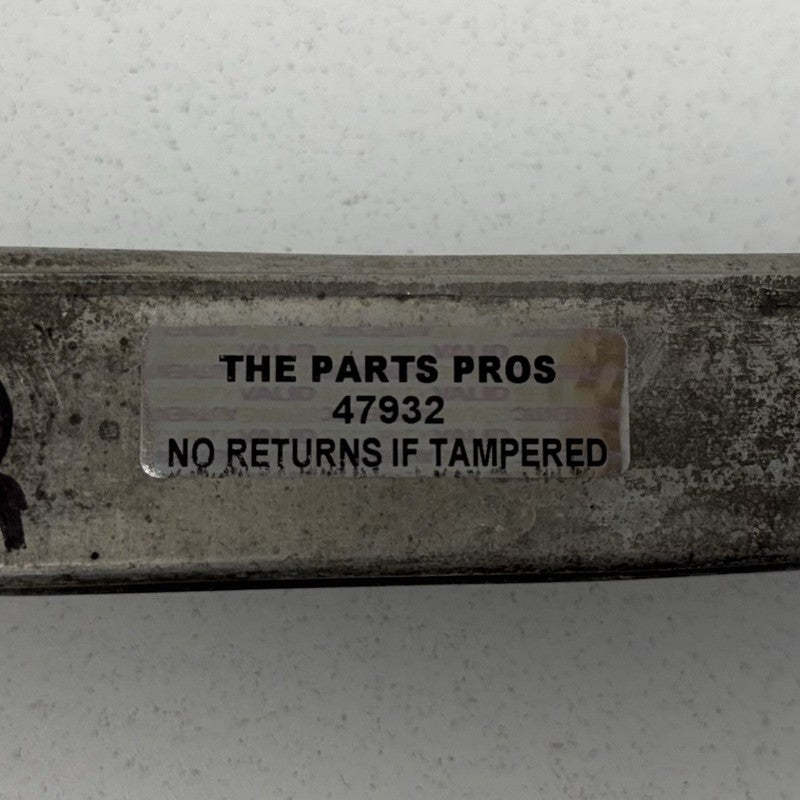 THE PARTS PROS
47932
NO RETURNS IF TAMPERED